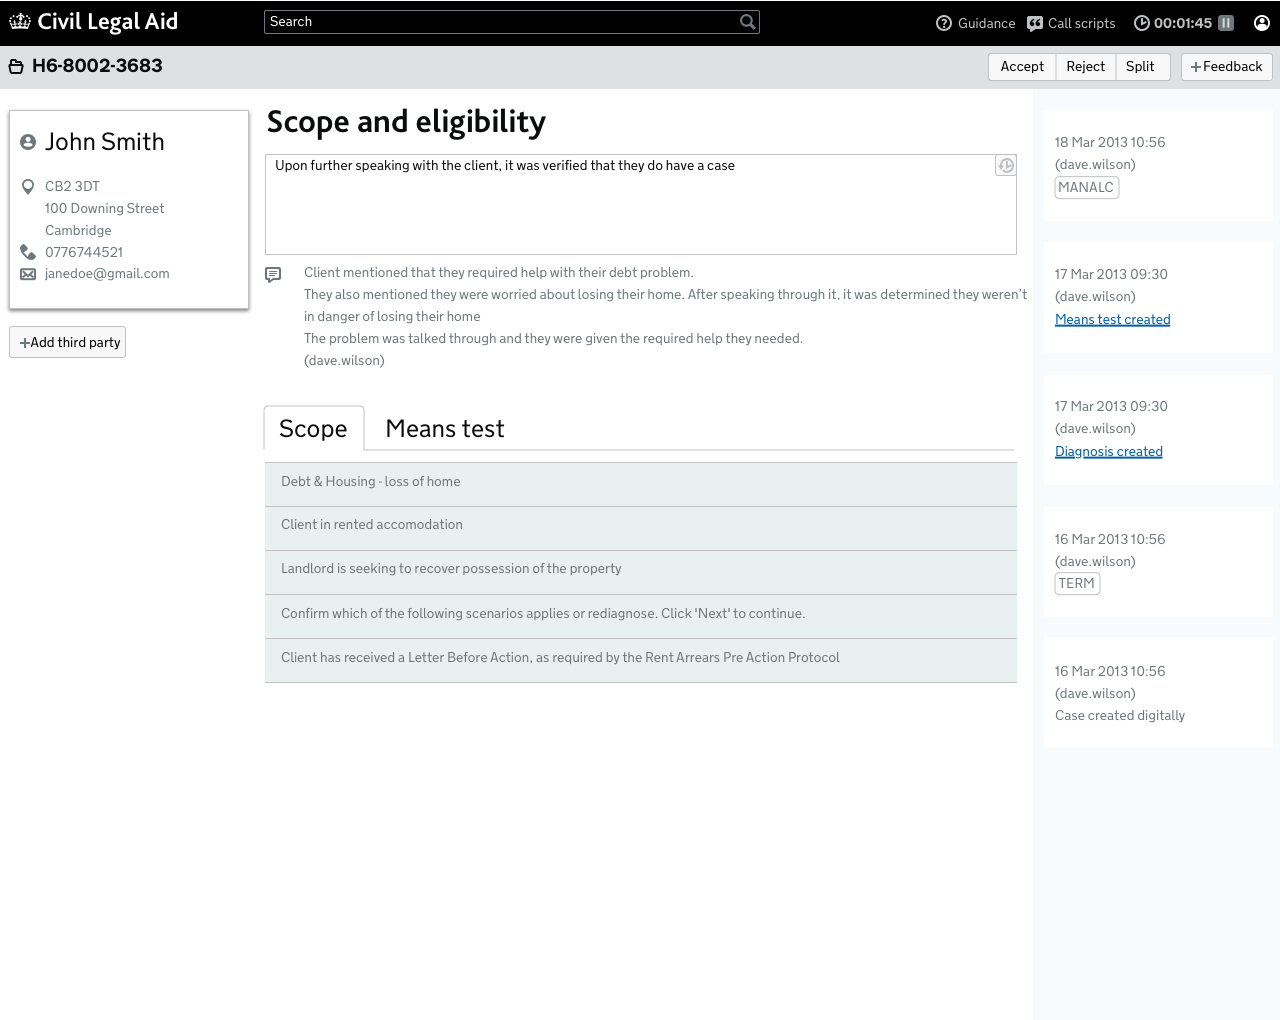 Civil Legal Aid
Search
Guidance
Call scripts
00:01:45
H6-8002-3683
Accept
Reject
Split
+Feedback
John Smith
CB2 3DT
100 Downing Street
Cambridge
0776744521
janedoe@gmail.com
+Add third party
Scope and eligibility
Upon further speaking with the client, it was verified that they do have a case
Client mentioned that they required help with their debt problem.
They also mentioned they were worried about losing their home. After speaking through it, it was determined they weren't
in danger of losing their home
The problem was talked through and they were given the required help they needed.
(dave.wilson)
Scope
Means test
Debt & Housing - loss of home
Client in rented accomodation
Landlord is seeking to recover possession of the property
Confirm which of the following scenarios applies or rediagnose. Click 'Next' to continue.
Client has received a Letter Before Action, as required by the Rent Arrears Pre Action Protocol
18 Mar 2013 10:56
(dave.wilson)
MANALC
17 Mar 2013 09:30
(dave.wilson)
Means test created
17 Mar 2013 09:30
(dave.wilson)
Diagnosis created
16 Mar 2013 10:56
(dave.wilson)
TERM
16 Mar 2013 10:56
(dave.wilson)
Case created digitally